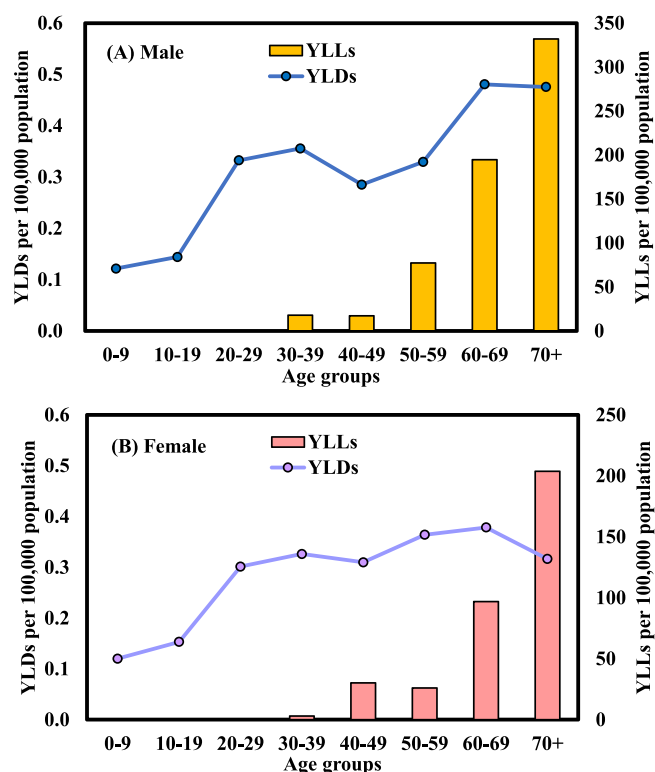 (A) Male
YLLs
YLDs
YLDs per 100,000 population
0.6
0.5
0.4
0.3
0.2
0.1
0.0
YLLs per 100,000 population
350
300
250
200
150
100
50
0
0-9 10-19 20-29 30-39 40-49 50-59 60-69 70+
Age groups
(B) Female
YLLs
YLDs
YLDs per 100,000 population
0.6
0.5
0.4
0.3
0.2
0.1
0.0
YLLs per 100,000 population
250
200
150
100
50
0
0-9 10-19 20-29 30-39 40-49 50-59 60-69 70+
Age groups